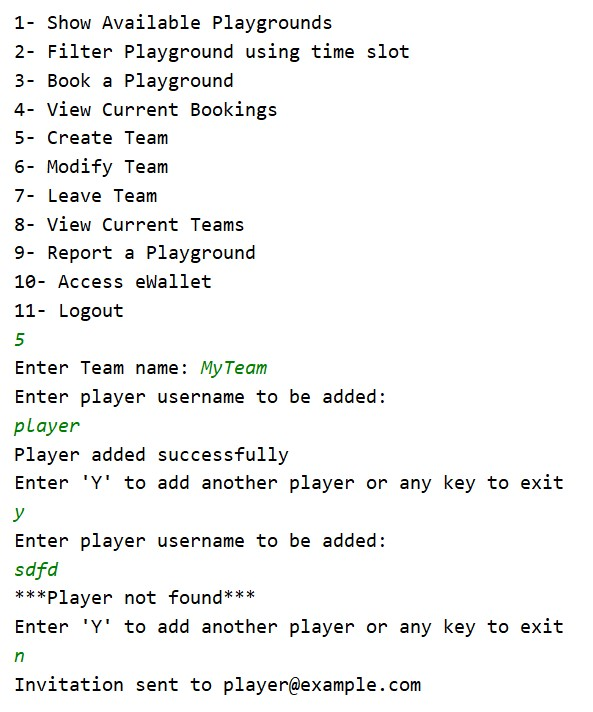 1- Show Available Playgrounds
2- Filter Playground using time slot
3- Book a Playground
4- View Current Bookings
5- Create Team
6- Modify Team
7- Leave Team
8- View Current Teams
9- Report a Playground
10- Access eWallet
11- Logout
5
Enter Team name: MyTeam
Enter player username to be added:
player
Player added successfully
Enter 'Y' to add another player or any key to exit
y
Enter player username to be added:
sdfd
***Player not found***
Enter 'Y' to add another player or any key to exit
n
Invitation sent to player@example.com